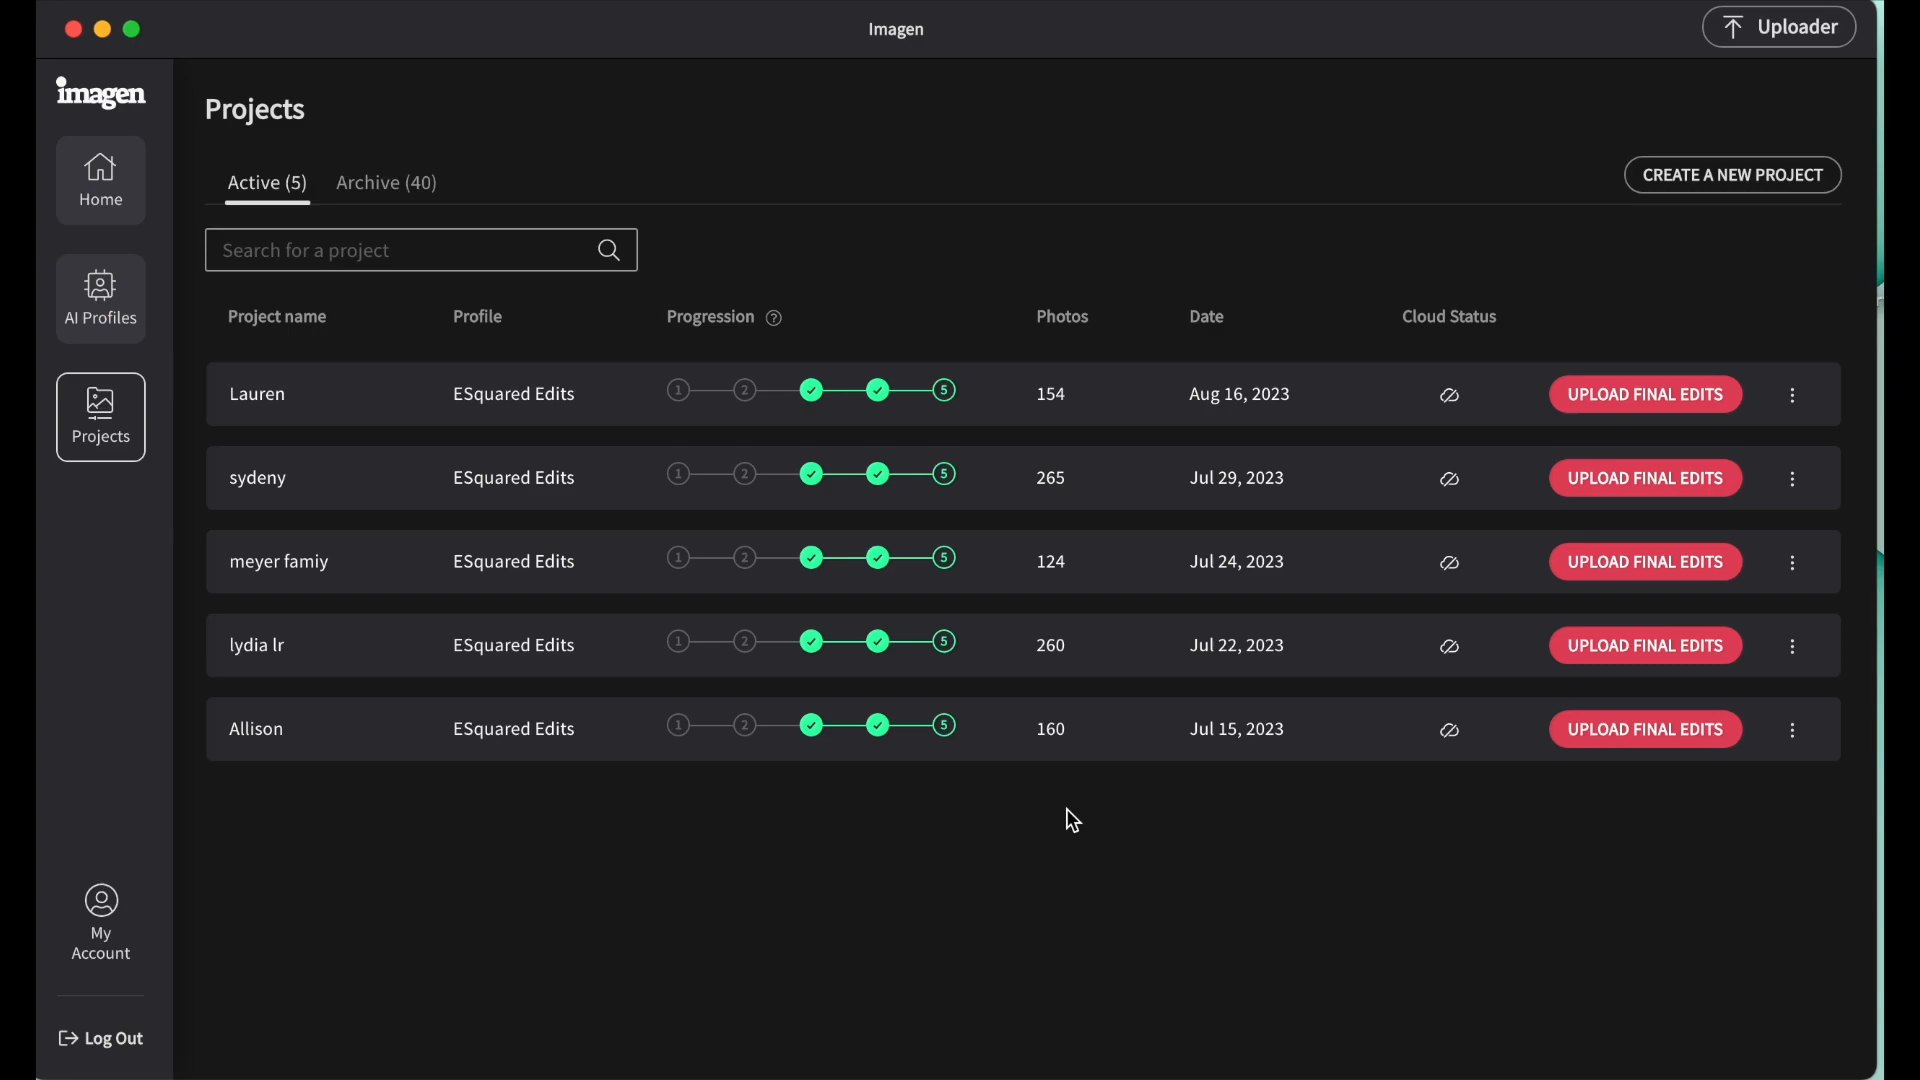 Imagen
Uploader
imagen
Projects
Home
Active (5)
Archive (40)
CREATE A NEW PROJECT
Search for a project
AI Profiles
Project name
Profile
Progression ?
Photos
Date
Cloud Status
Lauren
ESquared Edits
1 2 5
154
Aug 16, 2023
UPLOAD FINAL EDITS
Projects
sydeny
ESquared Edits
1 2 5
265
Jul 29, 2023
UPLOAD FINAL EDITS
meyer famiy
ESquared Edits
1 2 5
124
Jul 24, 2023
UPLOAD FINAL EDITS
lydia lr
ESquared Edits
1 2 5
260
Jul 22, 2023
UPLOAD FINAL EDITS
Allison
ESquared Edits
1 2 5
160
Jul 15, 2023
UPLOAD FINAL EDITS
My
Account
Log Out